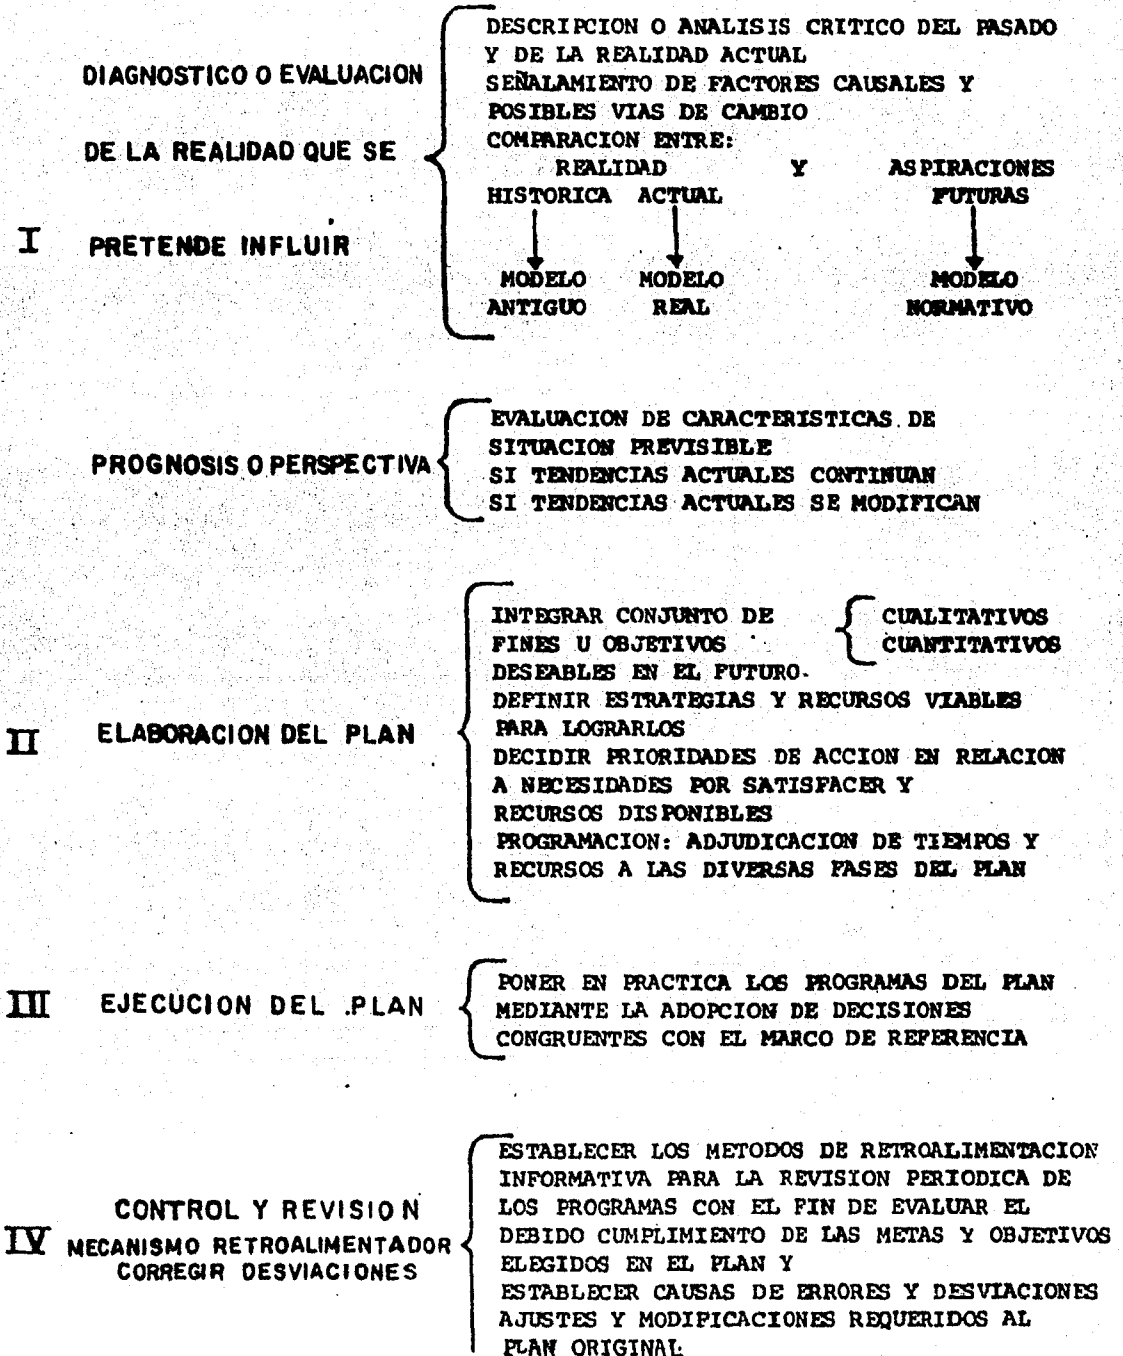 DIAGNOSTICO O EVALUACION
DE LA REALIDAD QUE SE
I PRETENDE INFLUIR
DESCRIPCION O ANALISIS CRITICO DEL PASADO
Y DE LA REALIDAD ACTUAL
SEÑALAMIENTO DE FACTORES CAUSALES Y
POSIBLES VIAS DE CAMBIO
COMPARACION ENTRE:
REALIDAD Y ASPIRACIONES
HISTORICA ACTUAL FUTURAS
MODELO MODELO MODELO
ANTIGUO REAL NORMATIVO
PROGNOSIS O PERSPECTIVA
EVALUACION DE CARACTERISTICAS DE
SITUACION PREVISIBLE
SI TENDENCIAS ACTUALES CONTINUAN
SI TENDENCIAS ACTUALES SE MODIFICAN
II ELABORACION DEL PLAN
INTEGRAR CONJUNTO DE CUALITATIVOS
FINES U OBJETIVOS CUANTITATIVOS
DESEABLES EN EL FUTURO.
DEFINIR ESTRATEGIAS Y RECURSOS VIABLES
PARA LOGRARLOS
DECIDIR PRIORIDADES DE ACCION EN RELACION
A NECESIDADES POR SATISFACER Y
RECURSOS DISPONIBLES
PROGRAMACION: ADJUDICACION DE TIEMPOS Y
RECURSOS A LAS DIVERSAS FASES DEL PLAN
III EJECUCION DEL .PLAN
PONER EN PRACTICA LOS PROGRAMAS DEL PLAN
MEDIANTE LA ADOPCION DE DECISIONES
CONGRUENTES CON EL MARCO DE REFERENCIA
CONTROL Y REVISION
IV MECANISMO RETROALIMENTADOR
CORREGIR DESVIACIONES
ESTABLECER LOS METODOS DE RETROALIMENTACION
INFORMATIVA PARA LA REVISION PERIODICA DE
LOS PROGRAMAS CON EL FIN DE EVALUAR EL
DEBIDO CUMPLIMIENTO DE LAS METAS Y OBJETIVOS
ELEGIDOS EN EL PLAN Y
ESTABLECER CAUSAS DE ERRORES Y DESVIACIONES
AJUSTES Y MODIFICACIONES REQUERIDOS AL
PLAN ORIGINAL.